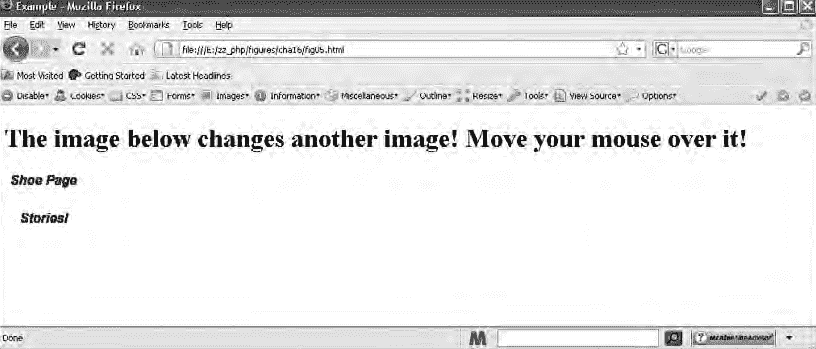 Example - Mozilla Firefox
File Edit View History Bookmarks Tools Help
file:///E:/zz_php/figures/cha16/fig05.html
Google
Most Visited Getting Started Latest Headlines
Disable Cookies CSS Forms Images Information Miscellaneous Outline Resize Tools View Source Options
The image below changes another image! Move your mouse over it!
Shoe Page
Stories!
Done M